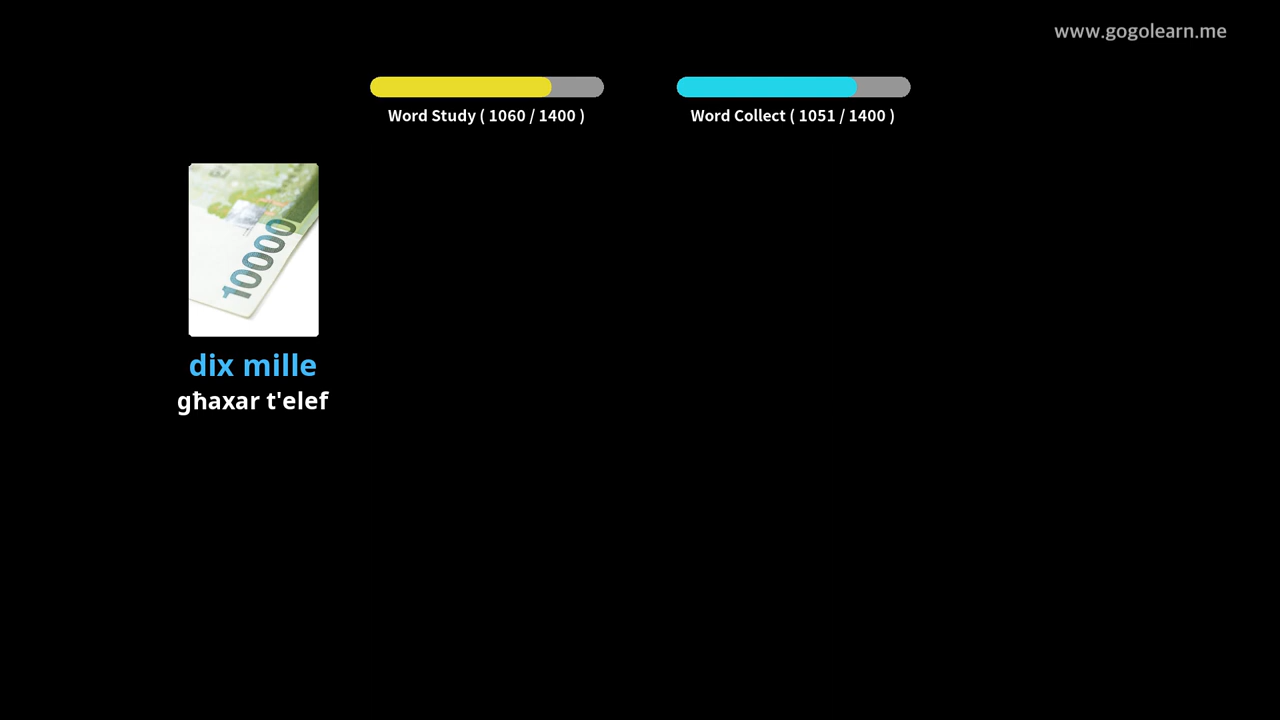 www.gogolearn.me
Word Study ( 1060 / 1400 )
Word Collect ( 1051 / 1400 )
10000
dix mille
għaxar t'elef